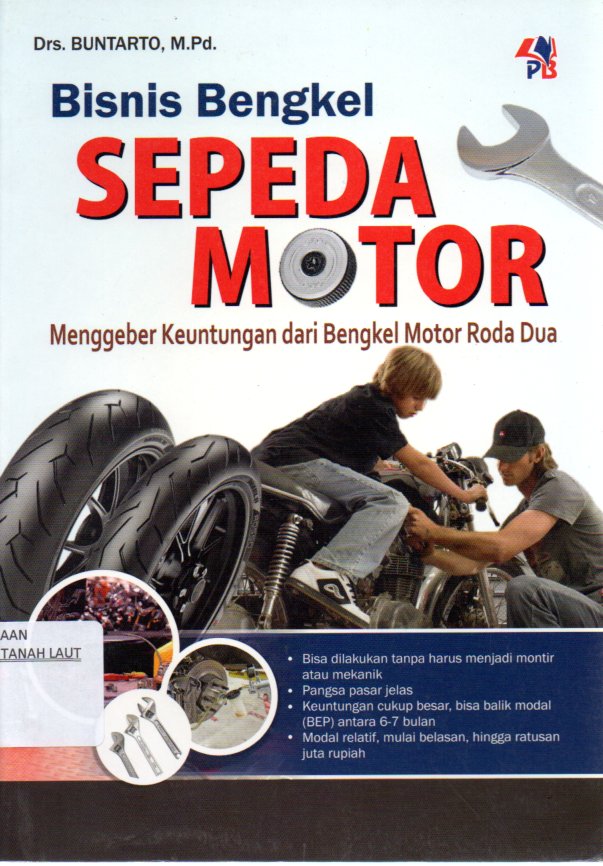 Drs. BUNTARTO, M.Pd.
PB
Bisnis Bengkel
SEPEDA
MOTOR
Menggeber Keuntungan dari Bengkel Motor Roda Dua
AAN
TANAH LAUT
• Bisa dilakukan tanpa harus menjadi montir
atau mekanik
• Pangsa pasar jelas
• Keuntungan cukup besar, bisa balik modal
(BEP) antara 6-7 bulan
• Modal relatif, mulai belasan, hingga ratusan
juta rupiah